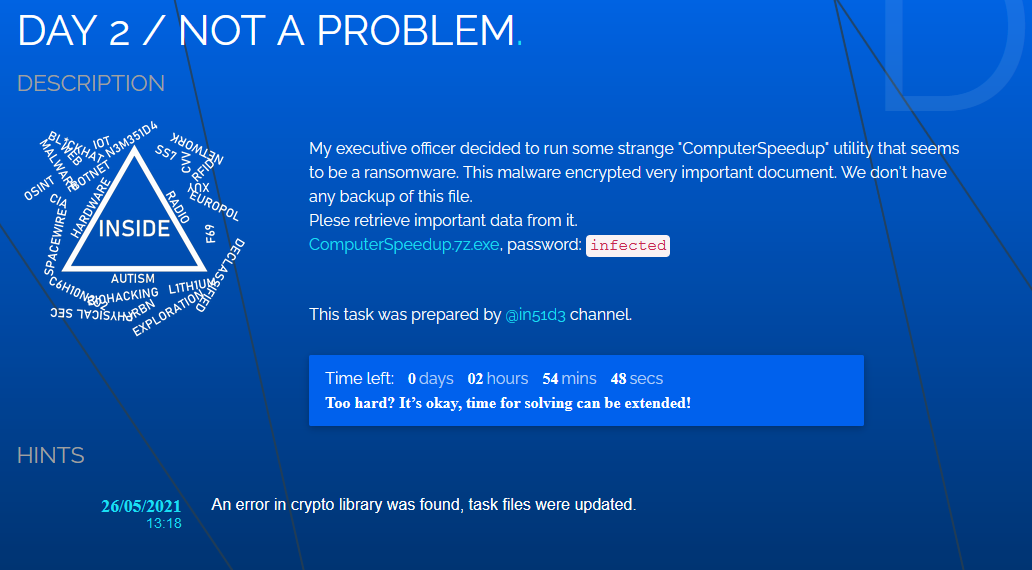 DAY 2 / NOT A PROBLEM.
DESCRIPTION
BL*CKHAT
IOT
N3M351D4
NETWORK
MALWARE
WEB
SS7
CVV
RFID
OSINT
BOTNET
CIA
HARDWARE
RADIO
XUY
EUROPOL
SPACEWIRE
INSIDE
F69
DECLASSIFIED
AUTISM
BIOHACKING
L1TH1UM
URBN
EXPLORATION
PHYSICAL SEC
My executive officer decided to run some strange "ComputerSpeedup" utility that seems
to be a ransomware. This malware encrypted very important document. We don't have
any backup of this file.
Plese retrieve important data from it.
ComputerSpeedup.7z.exe, password: infected
This task was prepared by @in51d3 channel.
Time left: 0 days 02 hours 54 mins 48 secs
Too hard? It's okay, time for solving can be extended!
HINTS
26/05/2021 An error in crypto library was found, task files were updated.
13:18
D